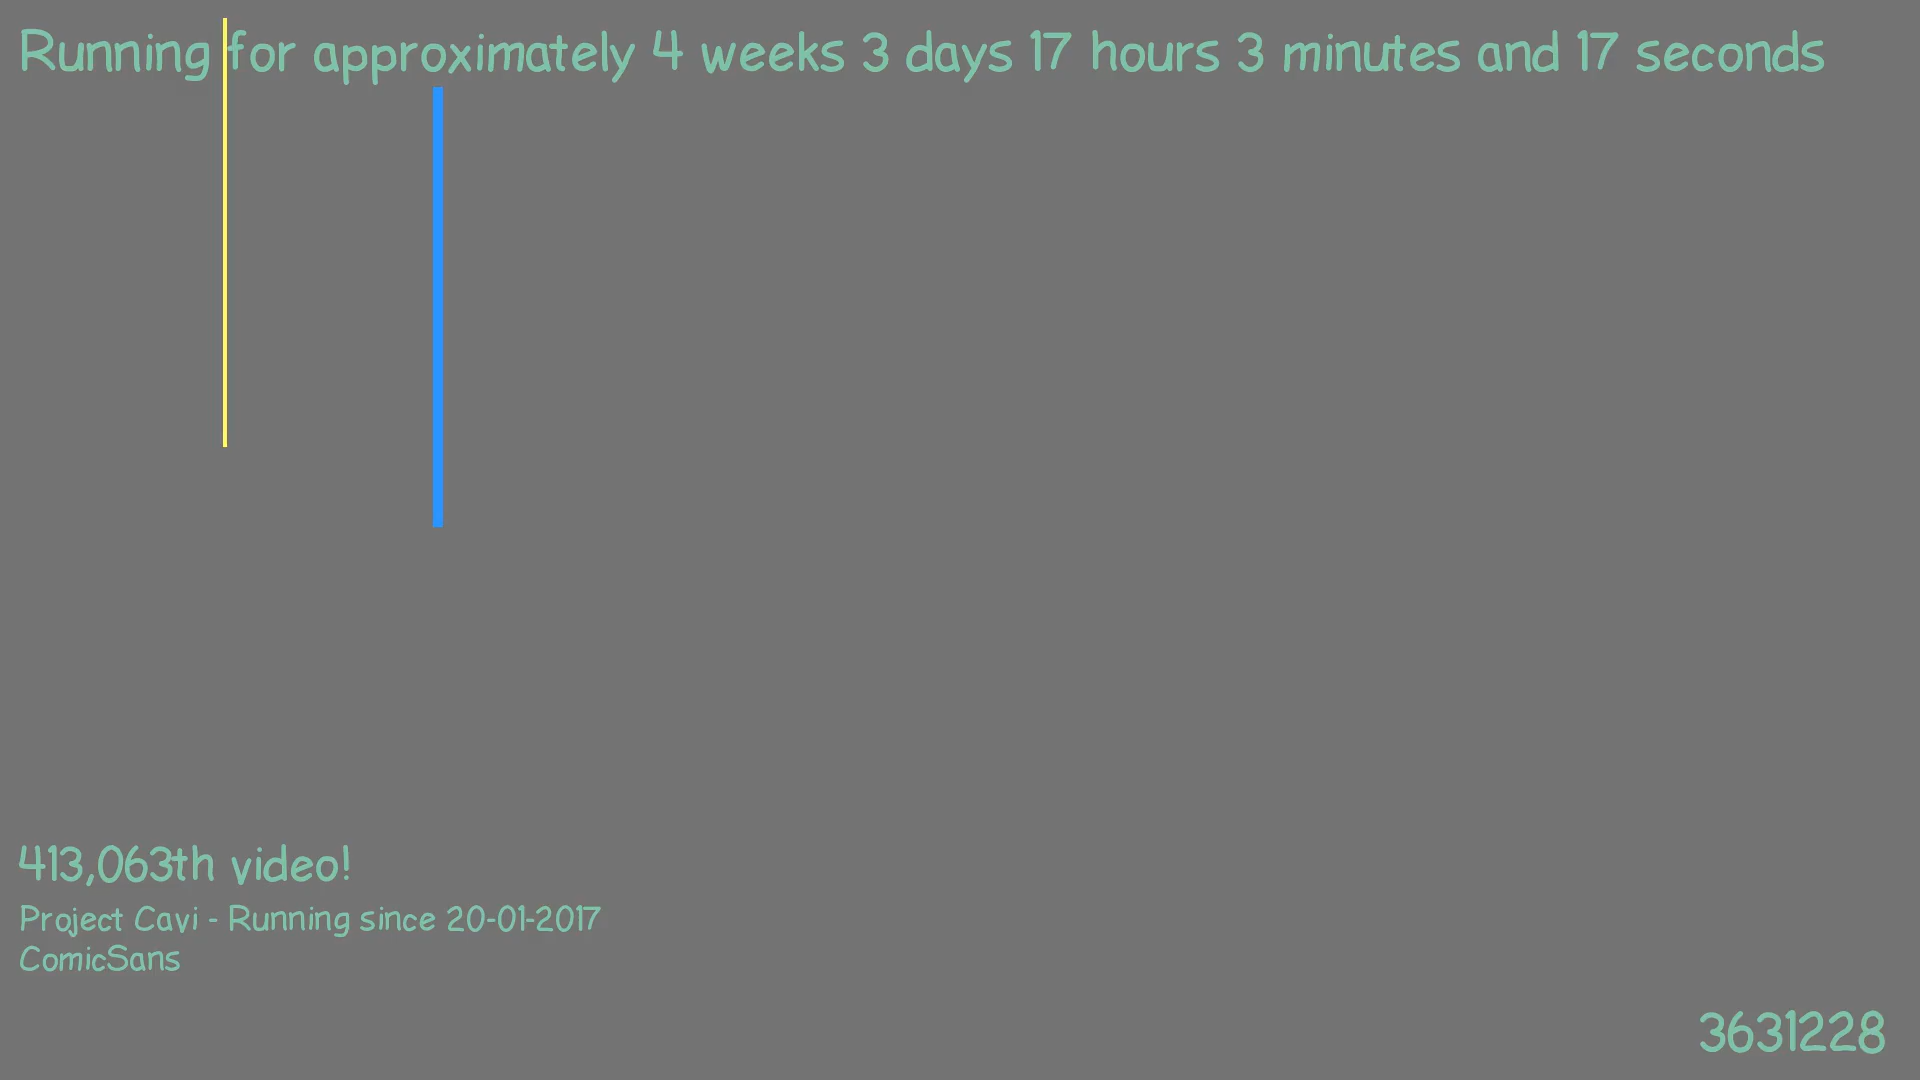 Running for approximately 4 weeks 3 days 17 hours 3 minutes and 17 seconds
413,063th video!
Project Cavi - Running since 20-01-2017
ComicSans
3631228